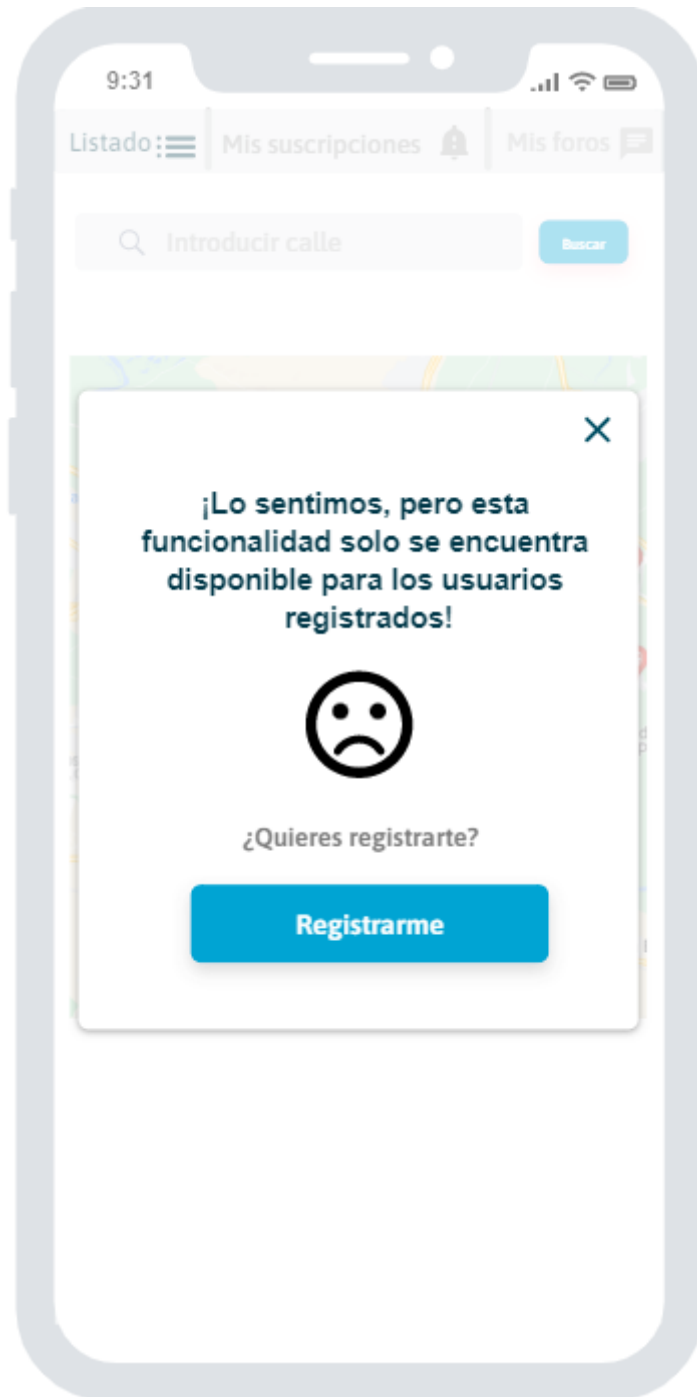 9:31
Listado Mis suscripciones Mis foros
Introducir calle Buscar
¡Lo sentimos, pero esta
funcionalidad solo se encuentra
disponible para los usuarios
registrados!
¿Quieres registrarte?
Registrarme